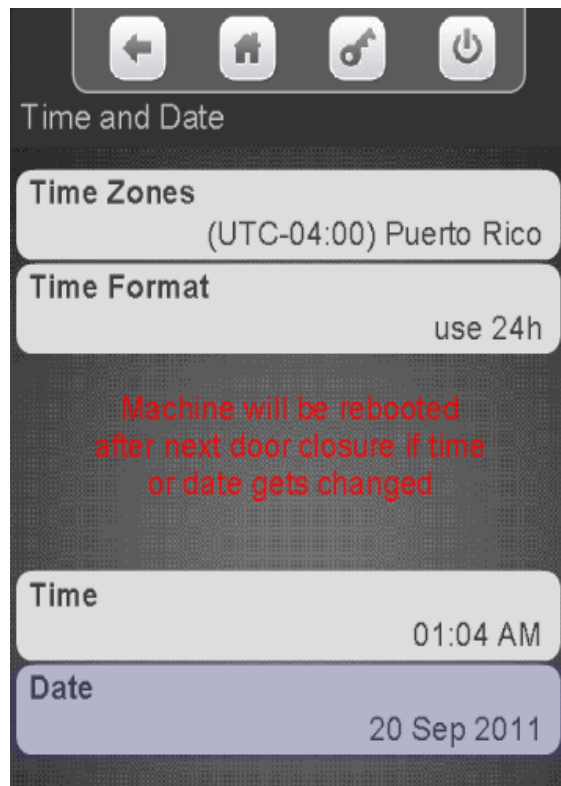 Time and Date
Time Zones
(UTC-04:00) Puerto Rico
Time Format
use 24h
Machine will be rebooted
after next door closure if time
or date gets changed
Time
01:04 AM
Date
20 Sep 2011